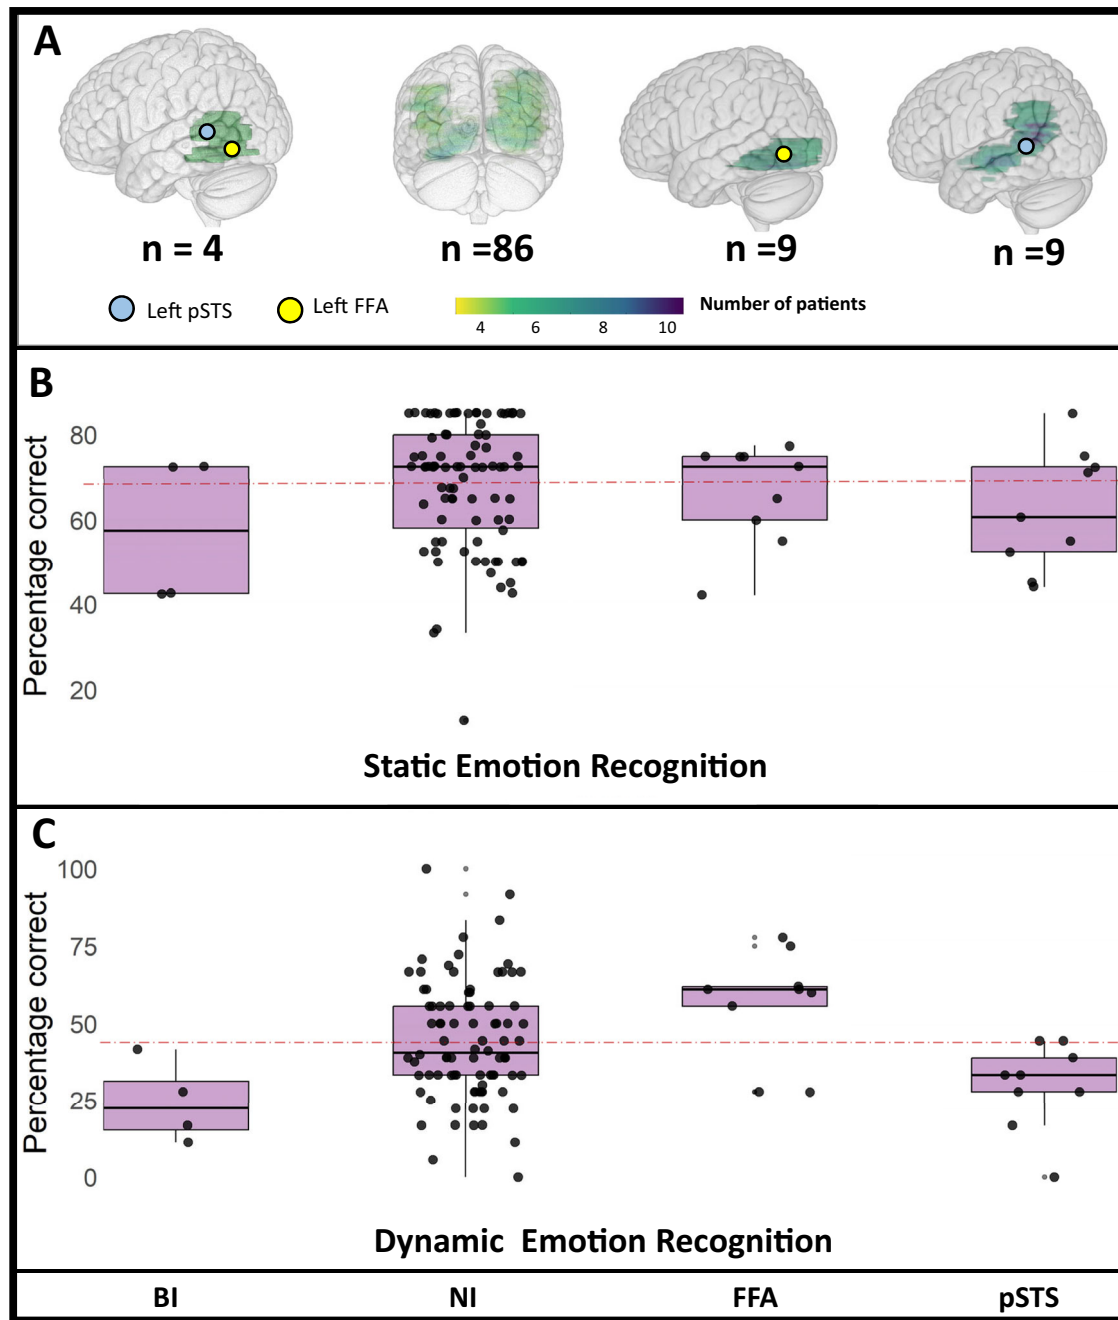 A
n = 4
n =86
n =9
n =9
Left pSTS
Left FFA
Number of patients
4 6 8 10
B
Percentage correct
80
60
40
20
Static Emotion Recognition
C
Percentage correct
100
75
50
25
0
Dynamic Emotion Recognition
BI NI FFA pSTS